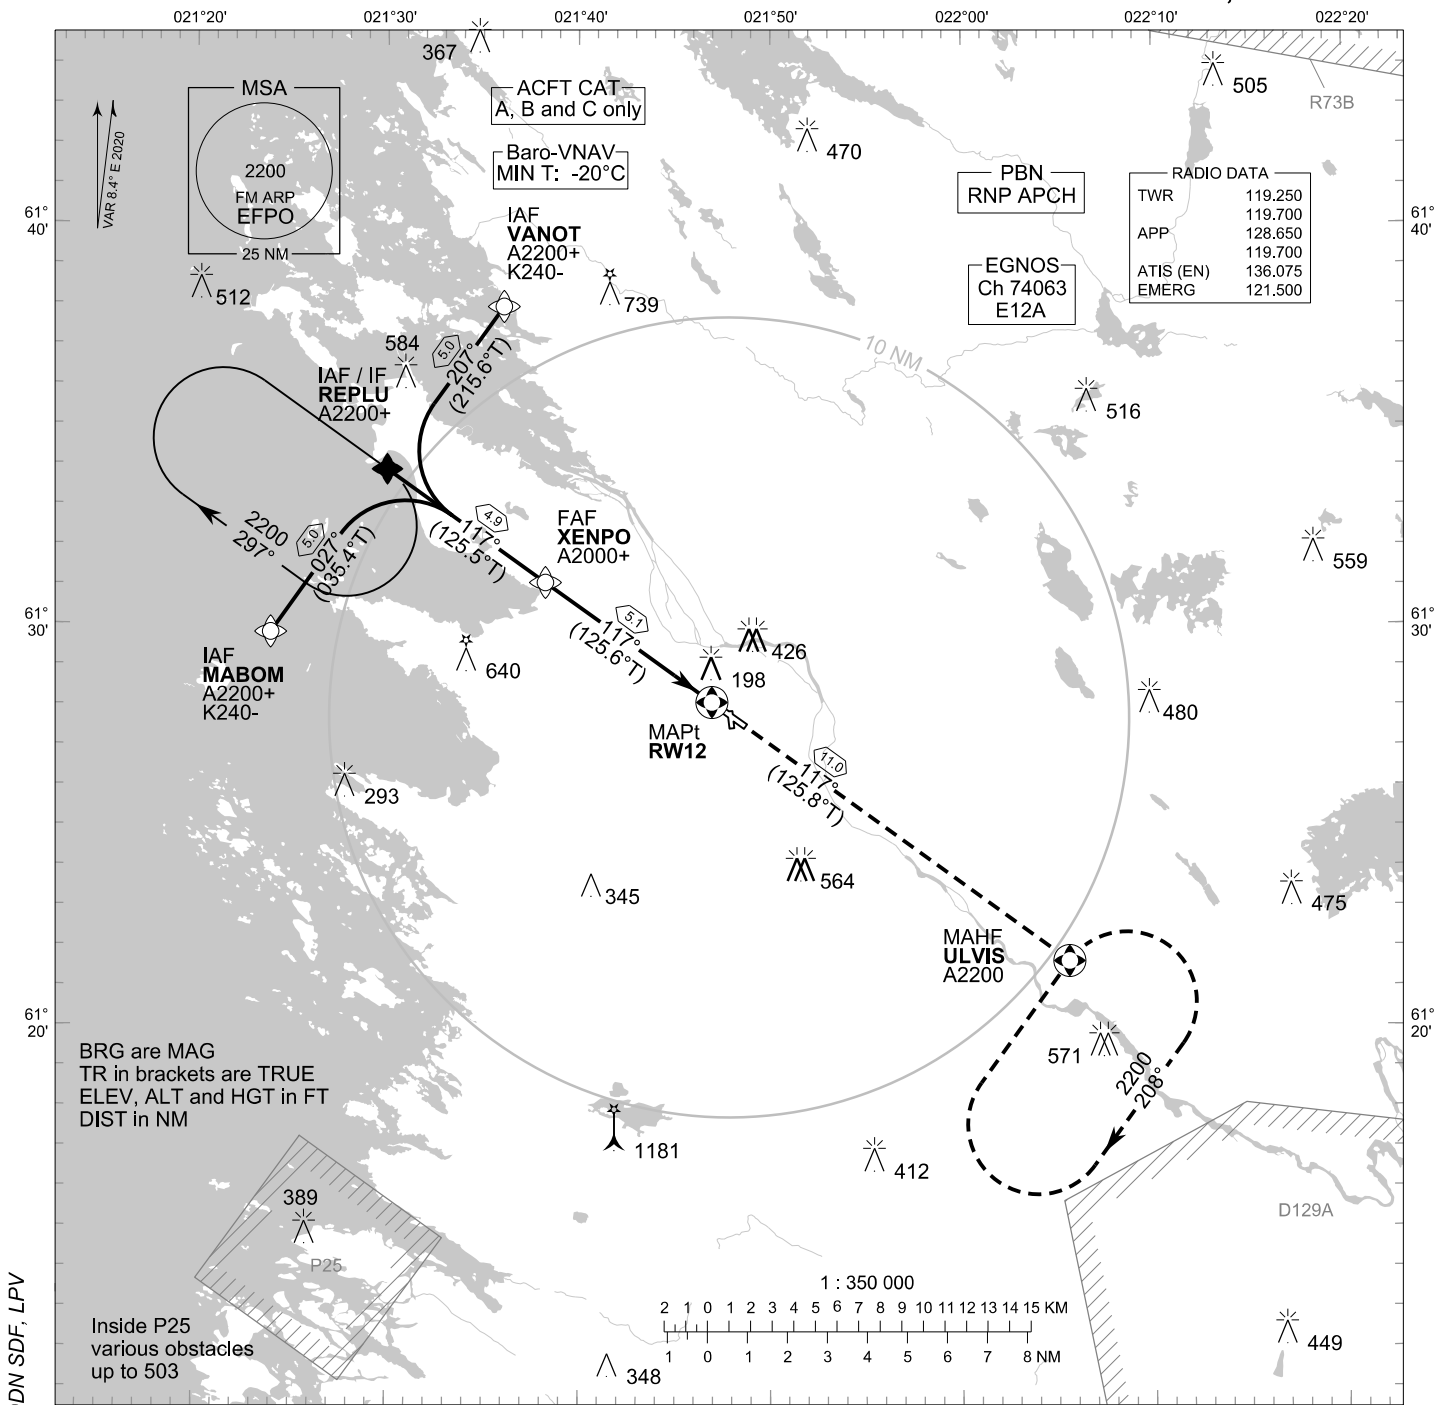 021°20'
021°30'
021°40'
021°50'
022°00'
022°10'
022°20'
367
MSA
2200
FM ARP
EFPO
25 NM
VAR 8.4° E 2020
ACFT CAT
A, B and C only
Baro-VNAV
MIN T: -20°C
470
505
R73B
PBN
RNP APCH
RADIO DATA
TWR 119.250
119.700
APP 128.650
119.700
ATIS (EN) 136.075
EMERG 121.500
EGNOS
Ch 74063
E12A
61°
40'
61°
40'
IAF
VANOT
A2200+
K240-
512
739
584
5.0
207°
(215.6°T)
10 NM
IAF / IF
REPLU
A2200+
516
2200
297°
5.0
027°
(035.4°T)
4.9
117°
(125.5°T)
FAF
XENPO
A2000+
559
61°
30'
61°
30'
5.1
117°
(125.6°T)
426
IAF
MABOM
A2200+
K240-
640
198
480
MAPt
RW12
11.0
117°
(125.8°T)
293
345
564
475
MAHF
ULVIS
A2200
61°
20'
61°
20'
571
2200
208°
BRG are MAG
TR in brackets are TRUE
ELEV, ALT and HGT in FT
DIST in NM
1181
412
389
P25
D129A
Inside P25
various obstacles
up to 503
1 : 350 000
2 1 0 1 2 3 4 5 6 7 8 9 10 11 12 13 14 15 KM
1 0 1 2 3 4 5 6 7 8 NM
348
449
SDF, LPV